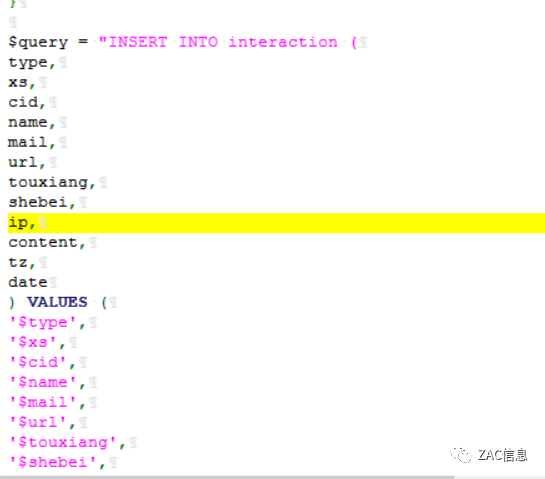 }
$query = "INSERT INTO interaction (
type,
xs,
cid,
name,
mail,
url,
touxiang,
shebei,
ip,
content,
tz,
date
) VALUES (
'$type',
'$xs',
'$cid',
'$name',
'$mail',
'$url',
'$touxiang',
'$shebei',
ZAC信息